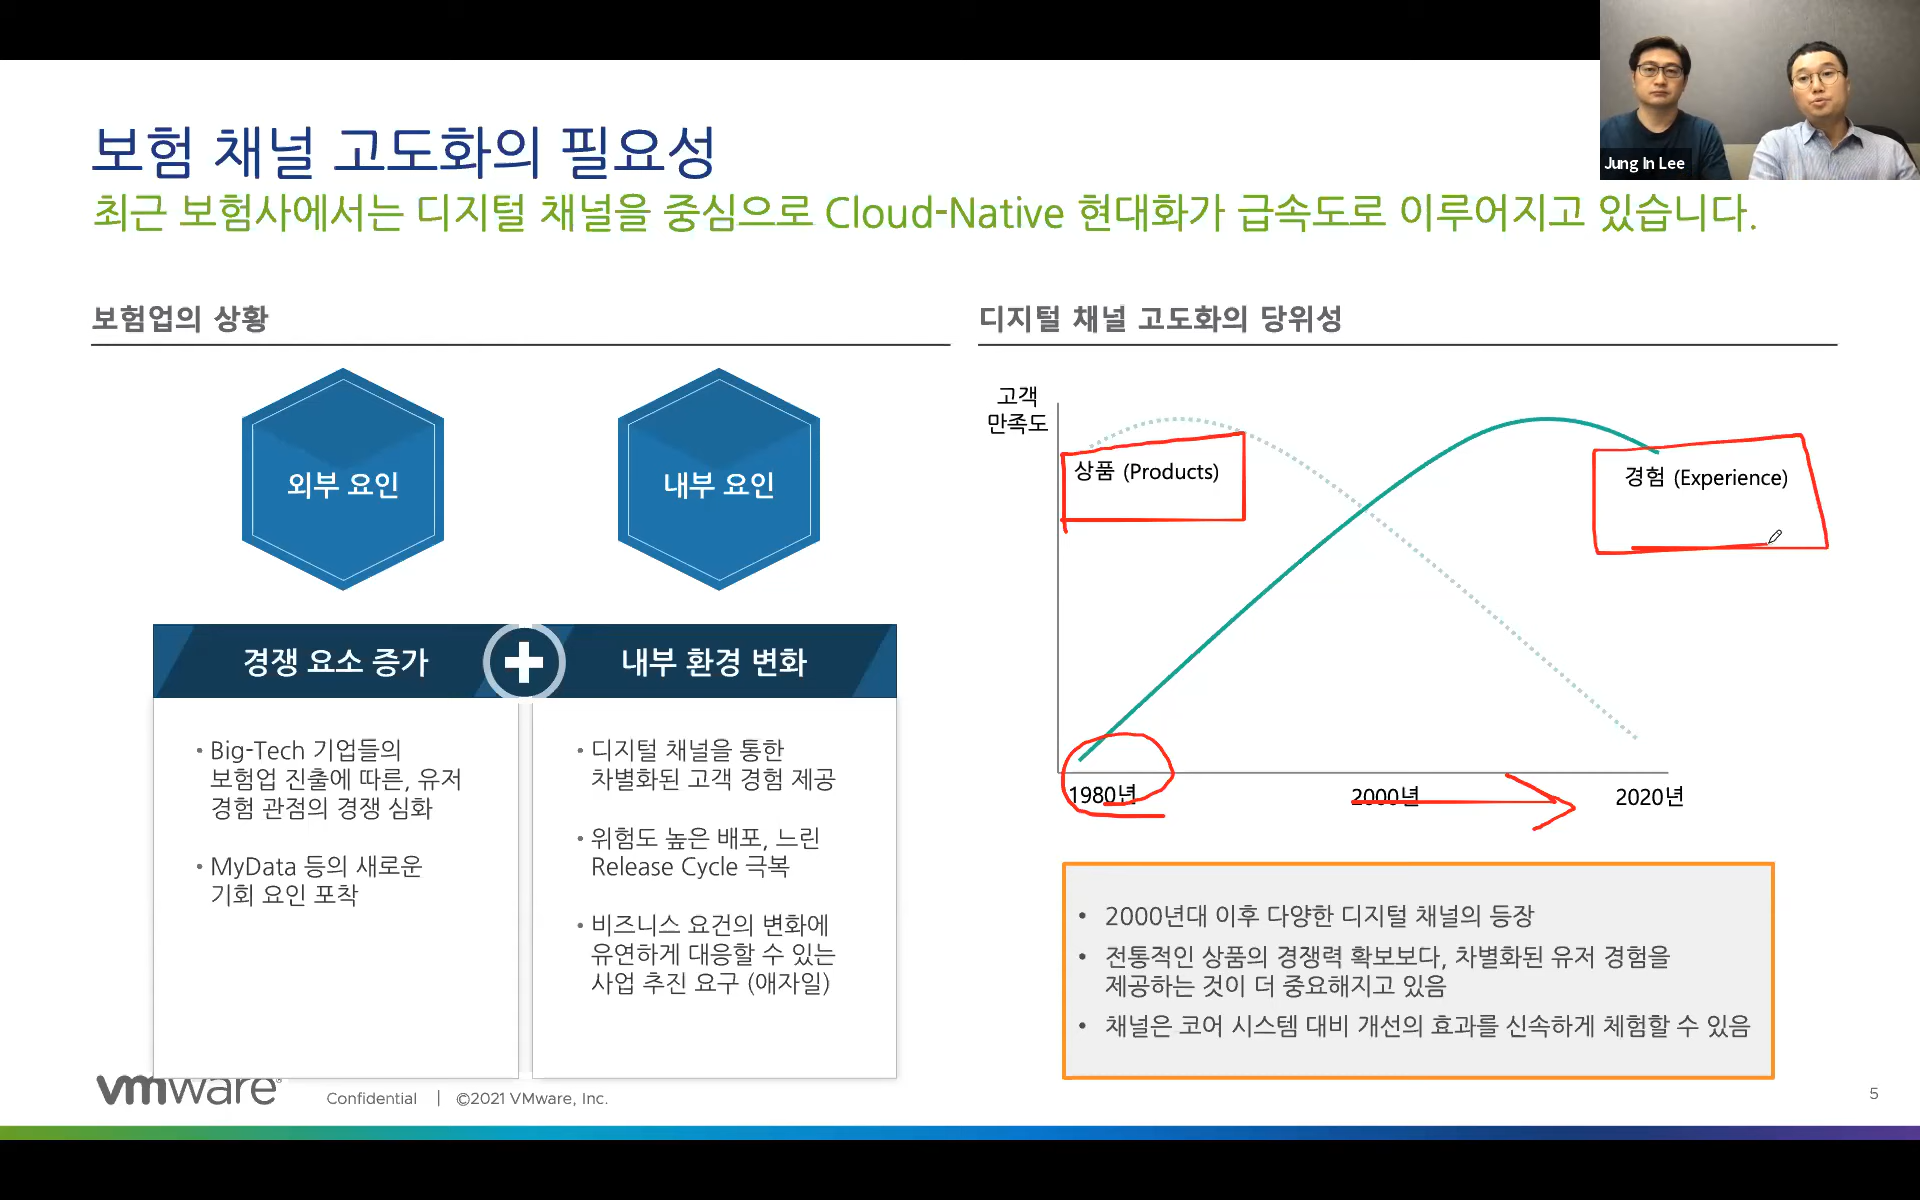 Jung In Lee
보험 채널 고도화의 필요성
최근 보험사에서는 디지털 채널을 중심으로 Cloud-Native 현대화가 급속도로 이루어지고 있습니다.
보험업의 상황
외부 요인
내부 요인
경쟁 요소 증가
내부 환경 변화
• Big-Tech 기업들의
보험업 진출에 따른, 유저
경험 관점의 경쟁 심화
• MyData 등의 새로운
기회 요인 포착
• 디지털 채널을 통한
차별화된 고객 경험 제공
• 위험도 높은 배포, 느린
Release Cycle 극복
• 비즈니스 요건의 변화에
유연하게 대응할 수 있는
사업 추진 요구 (애자일)
디지털 채널 고도화의 당위성
고객
만족도
상품 (Products)
경험 (Experience)
1980년
2000년
2020년
• 2000년대 이후 다양한 디지털 채널의 등장
• 전통적인 상품의 경쟁력 확보보다, 차별화된 유저 경험을
제공하는 것이 더 중요해지고 있음
• 채널은 코어 시스템 대비 개선의 효과를 신속하게 체험할 수 있음
vmware®
Confidential | ©2021 VMware, Inc.
5